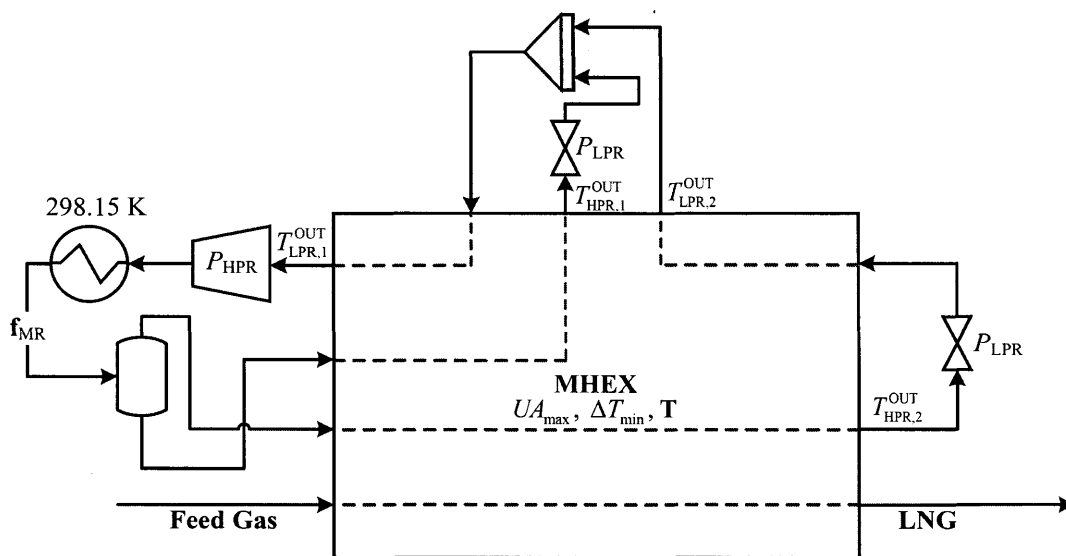 P_LPR
T_HPR,1^OUT
T_LPR,2^OUT
298.15 K
T_LPR,1^OUT
P_HPR
f_MR
P_LPR
MHEX
UA_max, ΔT_min, T
T_HPR,2^OUT
Feed Gas
LNG